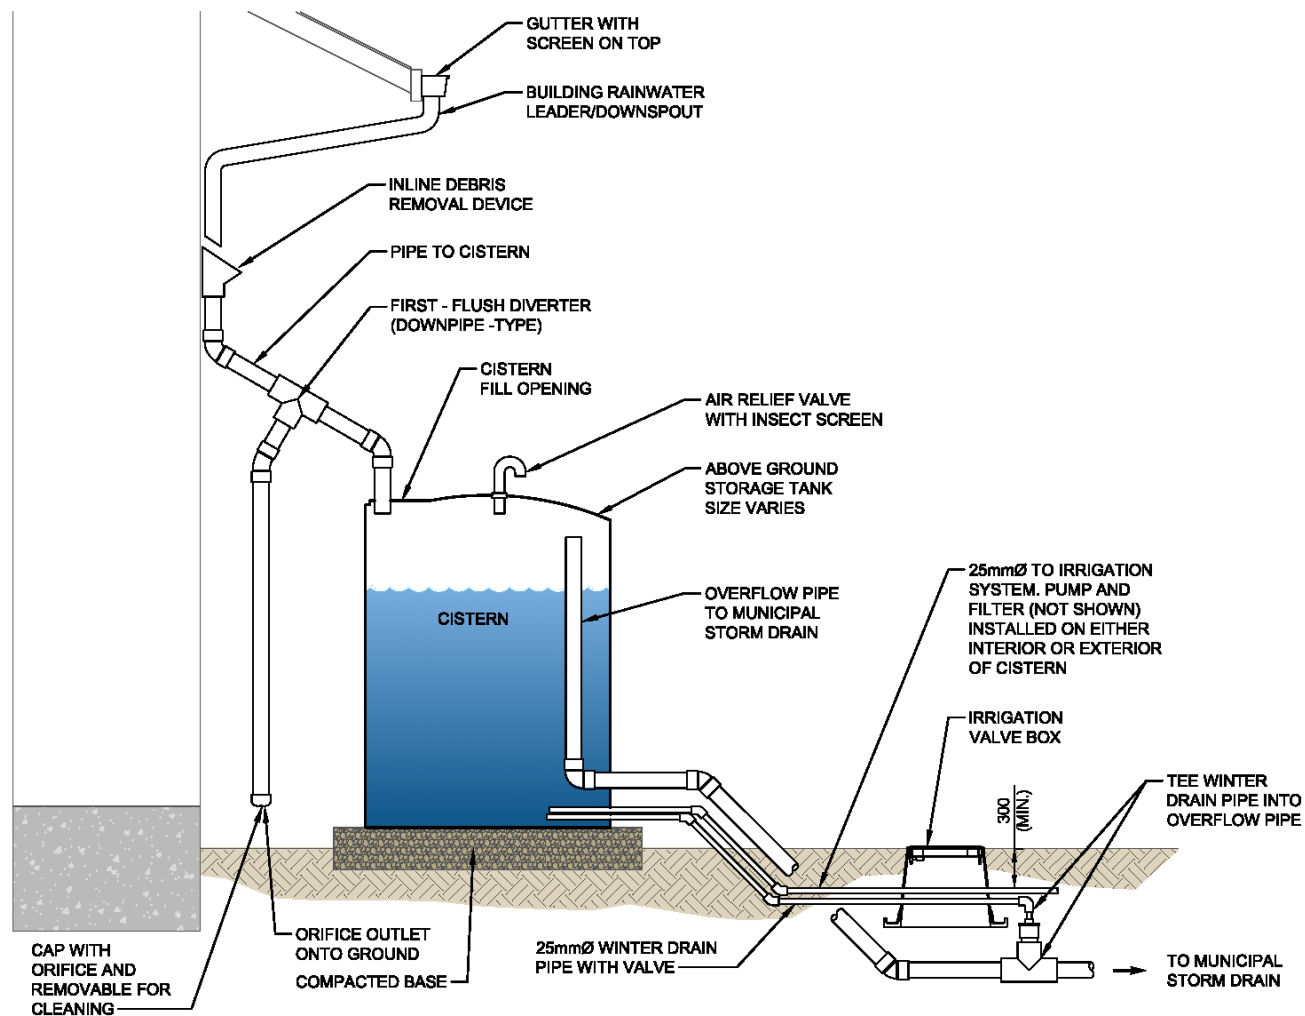 GUTTER WITH
SCREEN ON TOP
BUILDING RAINWATER
LEADER/DOWNSPOUT
INLINE DEBRIS
REMOVAL DEVICE
PIPE TO CISTERN
FIRST - FLUSH DIVERTER
(DOWNPIPE -TYPE)
CISTERN
FILL OPENING
AIR RELIEF VALVE
WITH INSECT SCREEN
ABOVE GROUND
STORAGE TANK
SIZE VARIES
25mmØ TO IRRIGATION
SYSTEM. PUMP AND
FILTER (NOT SHOWN)
INSTALLED ON EITHER
INTERIOR OR EXTERIOR
OF CISTERN
OVERFLOW PIPE
TO MUNICIPAL
STORM DRAIN
CISTERN
IRRIGATION
VALVE BOX
300
(MIN.)
TEE WINTER
DRAIN PIPE INTO
OVERFLOW PIPE
CAP WITH
ORIFICE AND
REMOVABLE FOR
CLEANING
ORIFICE OUTLET
ONTO GROUND
COMPACTED BASE
25mmØ WINTER DRAIN
PIPE WITH VALVE
TO MUNICIPAL
STORM DRAIN